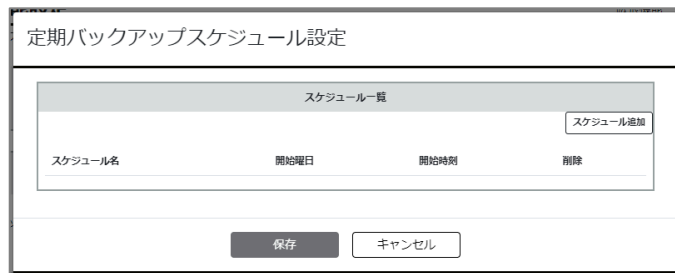 定期バックアップスケジュール設定
スケジュール一覧
スケジュール追加
スケジュール名 開始曜日 開始時刻 削除
保存 キャンセル